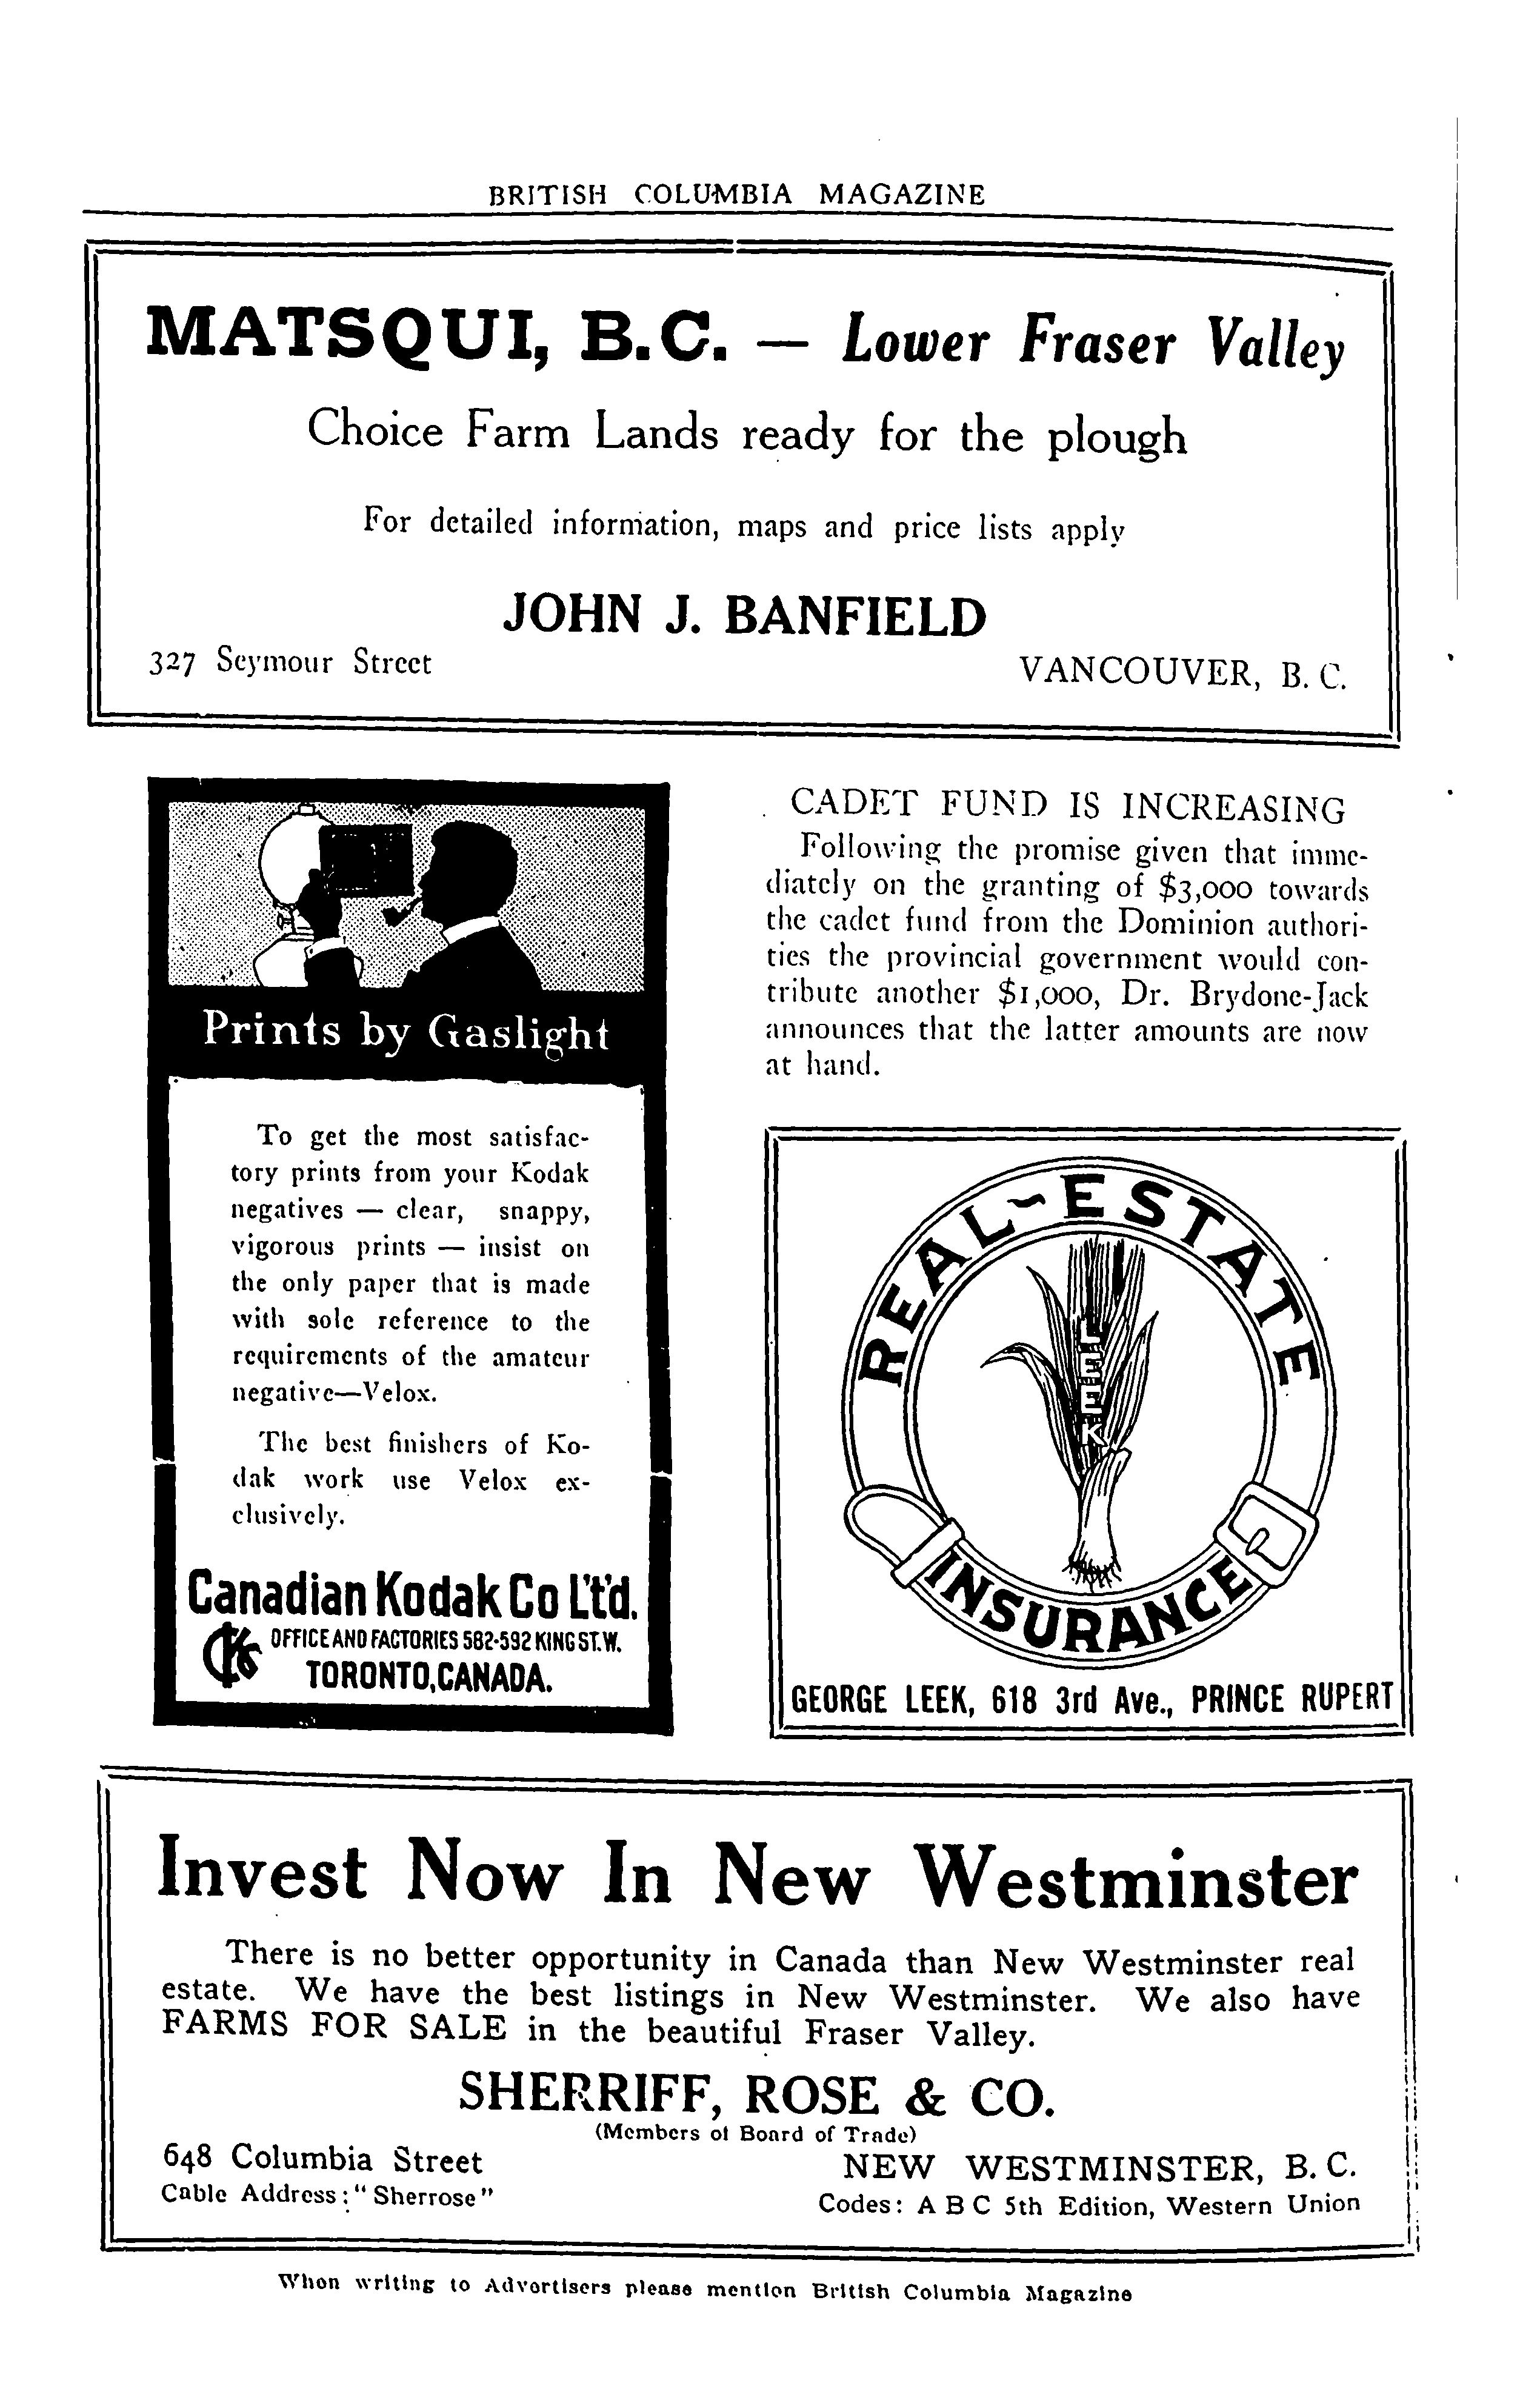 BRITISH COLUMBIA MAGAZINE
MATSQUI, B.C. — Lower Fraser Valley
Choice Farm Lands ready for the plough
For detailed information, maps and price lists apply
JOHN J. BANFIELD
327 Seymour Street VANCOUVER, B. C.
Prints by Gaslight
To get the most satisfac-
tory prints from your Kodak
negatives — clear, snappy,
vigorous prints — insist on
the only paper that is made
with sole reference to the
requirements of the amateur
negative—Velox.
The best finishers of Ko-
dak work use Velox ex-
clusively.
Canadian Kodak Co L't'd.
CKCo OFFICE AND FACTORIES 582-592 KING ST. W.
TORONTO, CANADA.
CADET FUND IS INCREASING
Following the promise given that imme-
diately on the granting of $3,000 towards
the cadet fund from the Dominion authori-
ties the provincial government would con-
tribute another $1,000, Dr. Brydone-Jack
announces that the latter amounts are now
at hand.
REAL-ESTATE
LEEK
INSURANCE
GEORGE LEEK, 618 3rd Ave., PRINCE RUPERT
Invest Now In New Westminster
There is no better opportunity in Canada than New Westminster real
estate. We have the best listings in New Westminster. We also have
FARMS FOR SALE in the beautiful Fraser Valley.
SHERRIFF, ROSE & CO.
(Members of Board of Trade)
648 Columbia Street NEW WESTMINSTER, B. C.
Cable Address: "Sherrose" Codes: A B C 5th Edition, Western Union
When writing to Advertisers please mention British Columbia Magazine